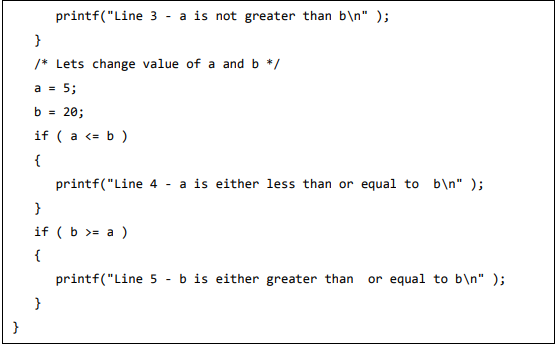 printf("Line 3 - a is not greater than b\n" );
}
/* Lets change value of a and b */
a = 5;
b = 20;
if ( a <= b )
{
printf("Line 4 - a is either less than or equal to  b\n" );
}
if ( b >= a )
{
printf("Line 5 - b is either greater than  or equal to b\n" );
}
}